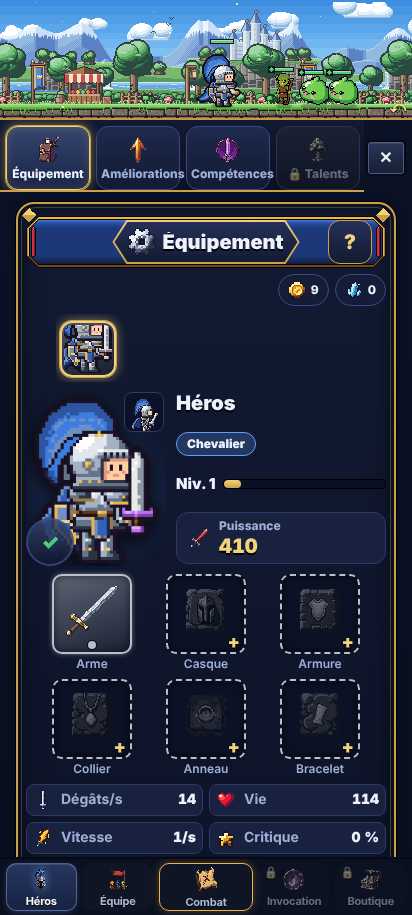 Équipement
Améliorations
Compétences
Talents
×
Équipement
?
9
0
Héros
Chevalier
Niv. 1
Puissance
410
Arme
Casque
Armure
Collier
Anneau
Bracelet
Dégâts/s 14
Vie 114
Vitesse 1/s
Critique 0 %
Héros
Équipe
Combat
Invocation
Boutique